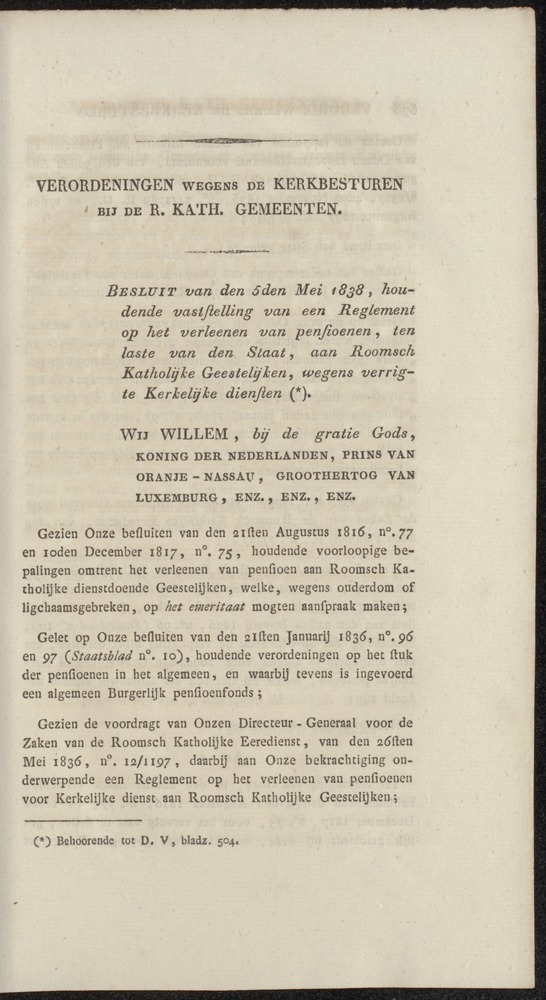 VERORDENINGEN WEGENS DE KERKBESTUREN
BIJ DE R. KATH. GEMEENTEN.
BESLUIT van den 5den Mei 1838, hou-
dende vastſtelling van een Reglement
op het verleenen van penſioenen, ten
laste van den Staat, aan Roomsch
Katholijke Geestelijken, wegens verrig-
te Kerkelijke dienſten (*).
WIJ WILLEM, bij de gratie Gods,
KONING DER NEDERLANDEN, PRINS VAN
ORANJE - NASSAU, GROOTHERTOG VAN
LUXEMBURG, ENZ., ENZ., ENZ.
Gezien Onze beſluiten van den 21ſten Augustus 1816, nº. 77
en 10den December 1817, nº. 75, houdende voorloopige be-
palingen omtrent het verleenen van penſioen aan Roomsch Ka-
tholijke dienstdoende Geestelijken, welke, wegens ouderdom of
ligchaamsgebreken, op het emeritaat mogten aanſpraak maken;
Gelet op Onze beſluiten van den 21ſten Januarij 1836, nº. 96
en 97 (Staatsblad nº. 10), houdende verordeningen op het ſtuk
der penſioenen in het algemeen, en waarbij tevens is ingevoerd
een algemeen Burgerlijk penſioenfonds;
Gezien de voordragt van Onzen Directeur - Generaal voor de
Zaken van de Roomsch Katholijke Eeredienst, van den 26ſten
Mei 1836, nº. 12/1197, daarbij aan Onze bekrachtiging on-
derwerpende een Reglement op het verleenen van penſioenen
voor Kerkelijke dienst aan Roomsch Katholijke Geestelijken;
(*) Behoorende tot D. V, bladz. 504.